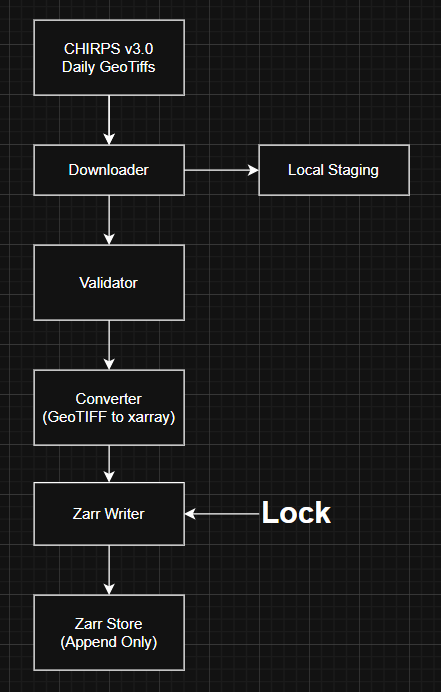 CHIRPS v3.0
Daily GeoTiffs
Downloader
Local Staging
Validator
Converter
(GeoTIFF to xarray)
Zarr Writer
Lock
Zarr Store
(Append Only)